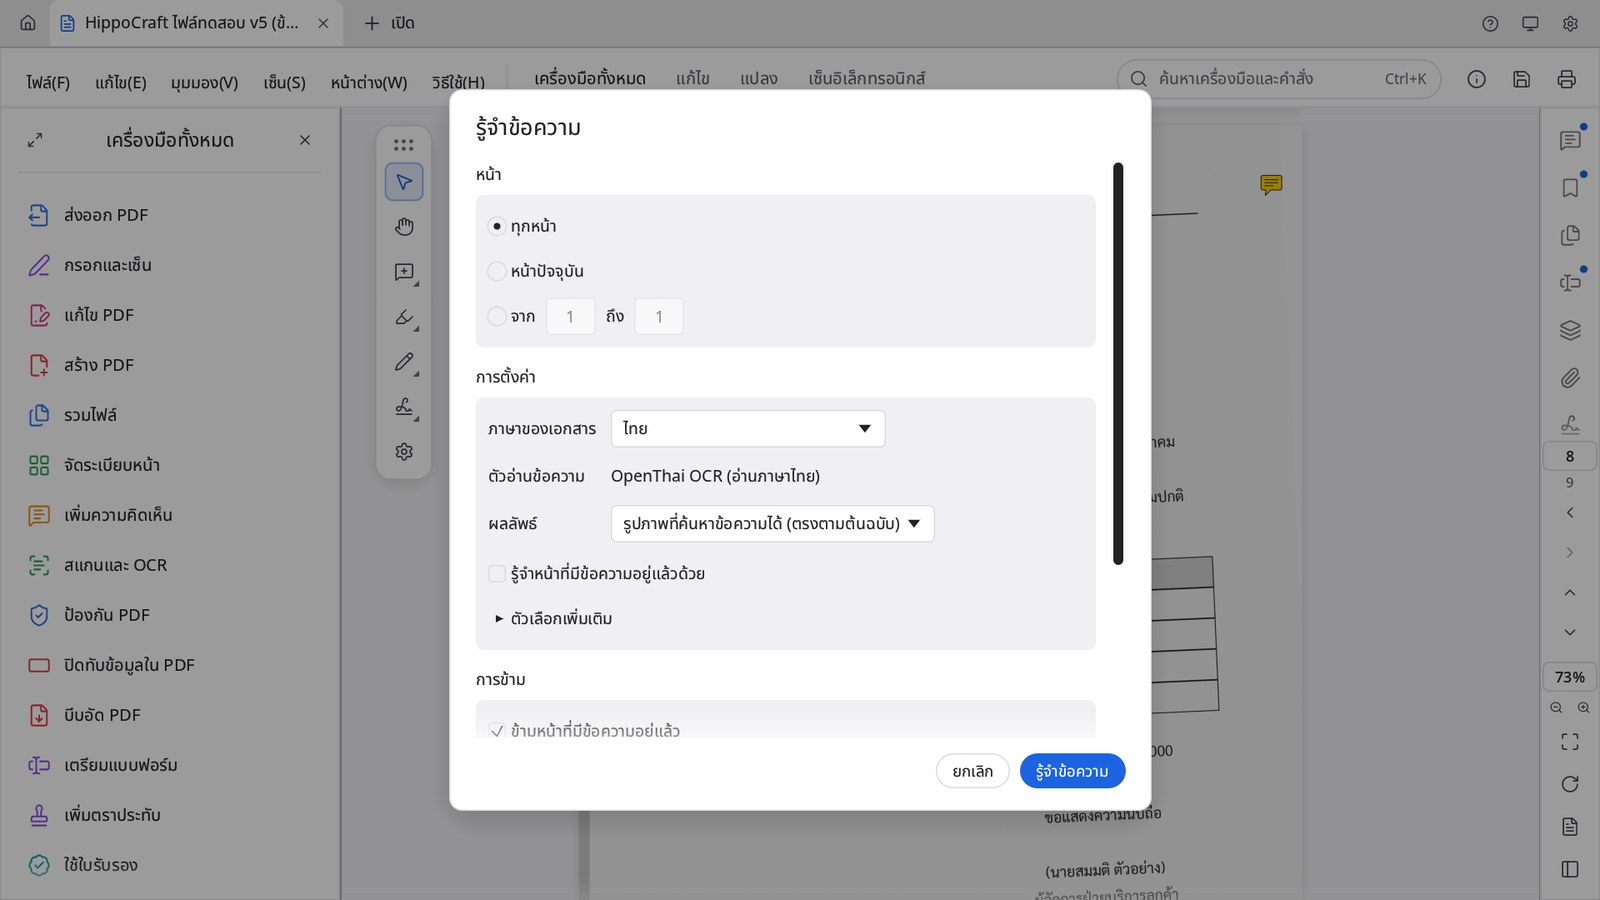 HippoCraft ไฟล์ทดสอบ v5 (ข้...
เปิด
ไฟล์(F)
แก้ไข(E)
มุมมอง(V)
เซ็น(S)
หน้าต่าง(W)
วิธีใช้(H)
เครื่องมือทั้งหมด
แก้ไข
แปลง
เซ็นอิเล็กทรอนิกส์
ค้นหาเครื่องมือและคำสั่ง
Ctrl+K
เครื่องมือทั้งหมด
ส่งออก PDF
กรอกและเซ็น
แก้ไข PDF
สร้าง PDF
รวมไฟล์
จัดระเบียบหน้า
เพิ่มความคิดเห็น
สแกนและ OCR
ป้องกัน PDF
ปิดทับข้อมูลใน PDF
บีบอัด PDF
เตรียมแบบฟอร์ม
เพิ่มตราประทับ
ใช้ใบรับรอง
รู้จำข้อความ
หน้า
ทุกหน้า
หน้าปัจจุบัน
จาก 1 ถึง 1
การตั้งค่า
ภาษาของเอกสาร ไทย
ตัวอ่านข้อความ OpenThai OCR (อ่านภาษาไทย)
ผลลัพธ์ รูปภาพที่ค้นหาข้อความได้ (ตรงตามต้นฉบับ)
รู้จำหน้าที่มีข้อความอยู่แล้วด้วย
ตัวเลือกเพิ่มเติม
การข้าม
ข้ามหน้าที่มีข้อความอยู่แล้ว
ยกเลิก
รู้จำข้อความ
ขอแสดงความนับถือ
(นายสมมติ ตัวอย่าง)
ผู้จัดการฝ่ายบริการลูกค้า
8
9
73%